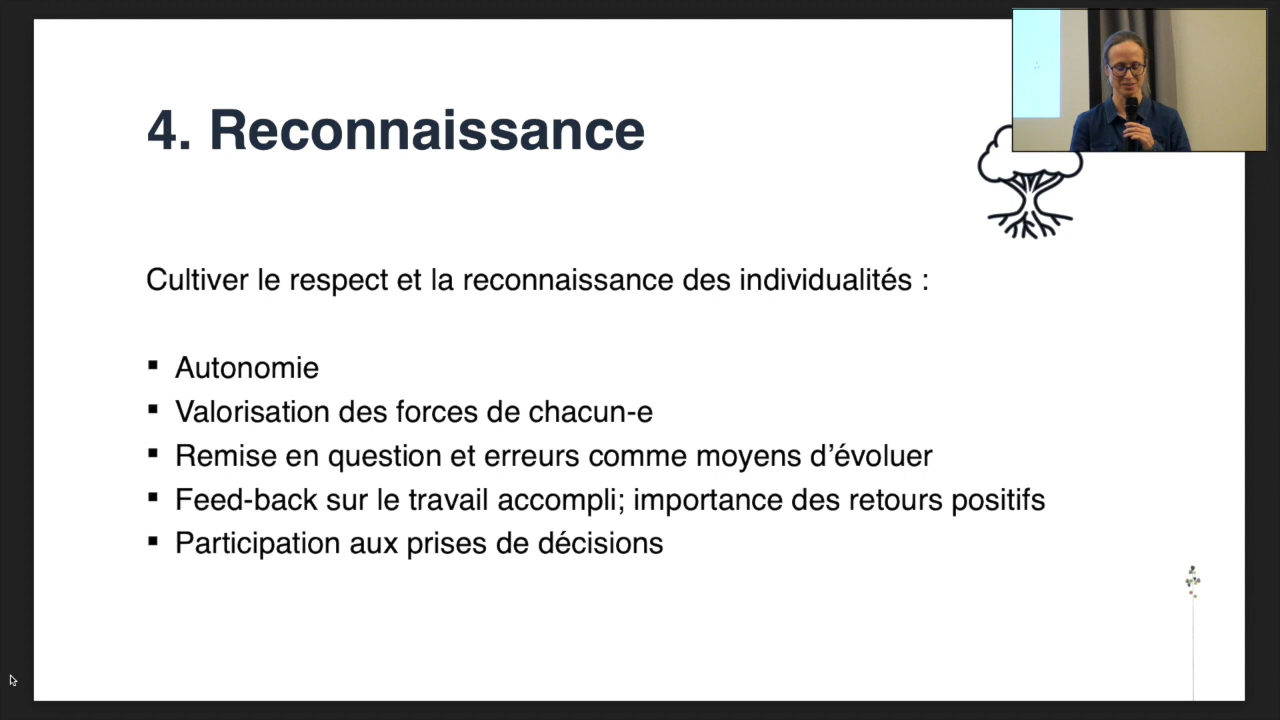 4. Reconnaissance
Cultiver le respect et la reconnaissance des individualités :
▪ Autonomie
▪ Valorisation des forces de chacun-e
▪ Remise en question et erreurs comme moyens d’évoluer
▪ Feed-back sur le travail accompli; importance des retours positifs
▪ Participation aux prises de décisions